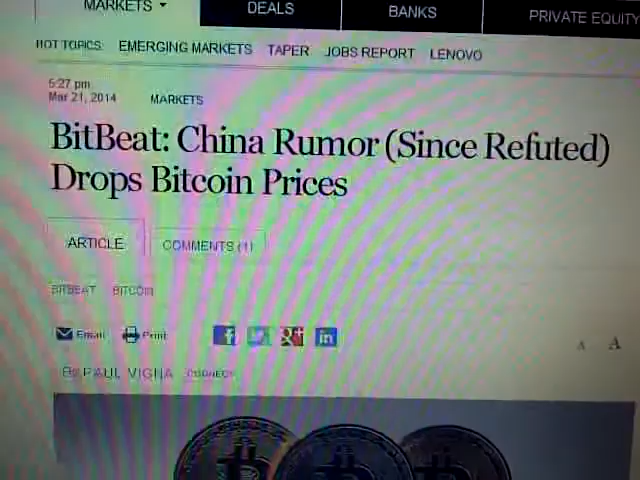 MARKETS
DEALS
BANKS
PRIVATE EQUITY
HOT TOPICS: EMERGING MARKETS TAPER JOBS REPORT LENOVO
5:27 pm
Mar 21, 2014 MARKETS
BitBeat: China Rumor (Since Refuted)
Drops Bitcoin Prices
ARTICLE COMMENTS (1)
BITBEAT BITCOIN
Email Print f g+ in
A A
By PAUL VIGNA CONNECT